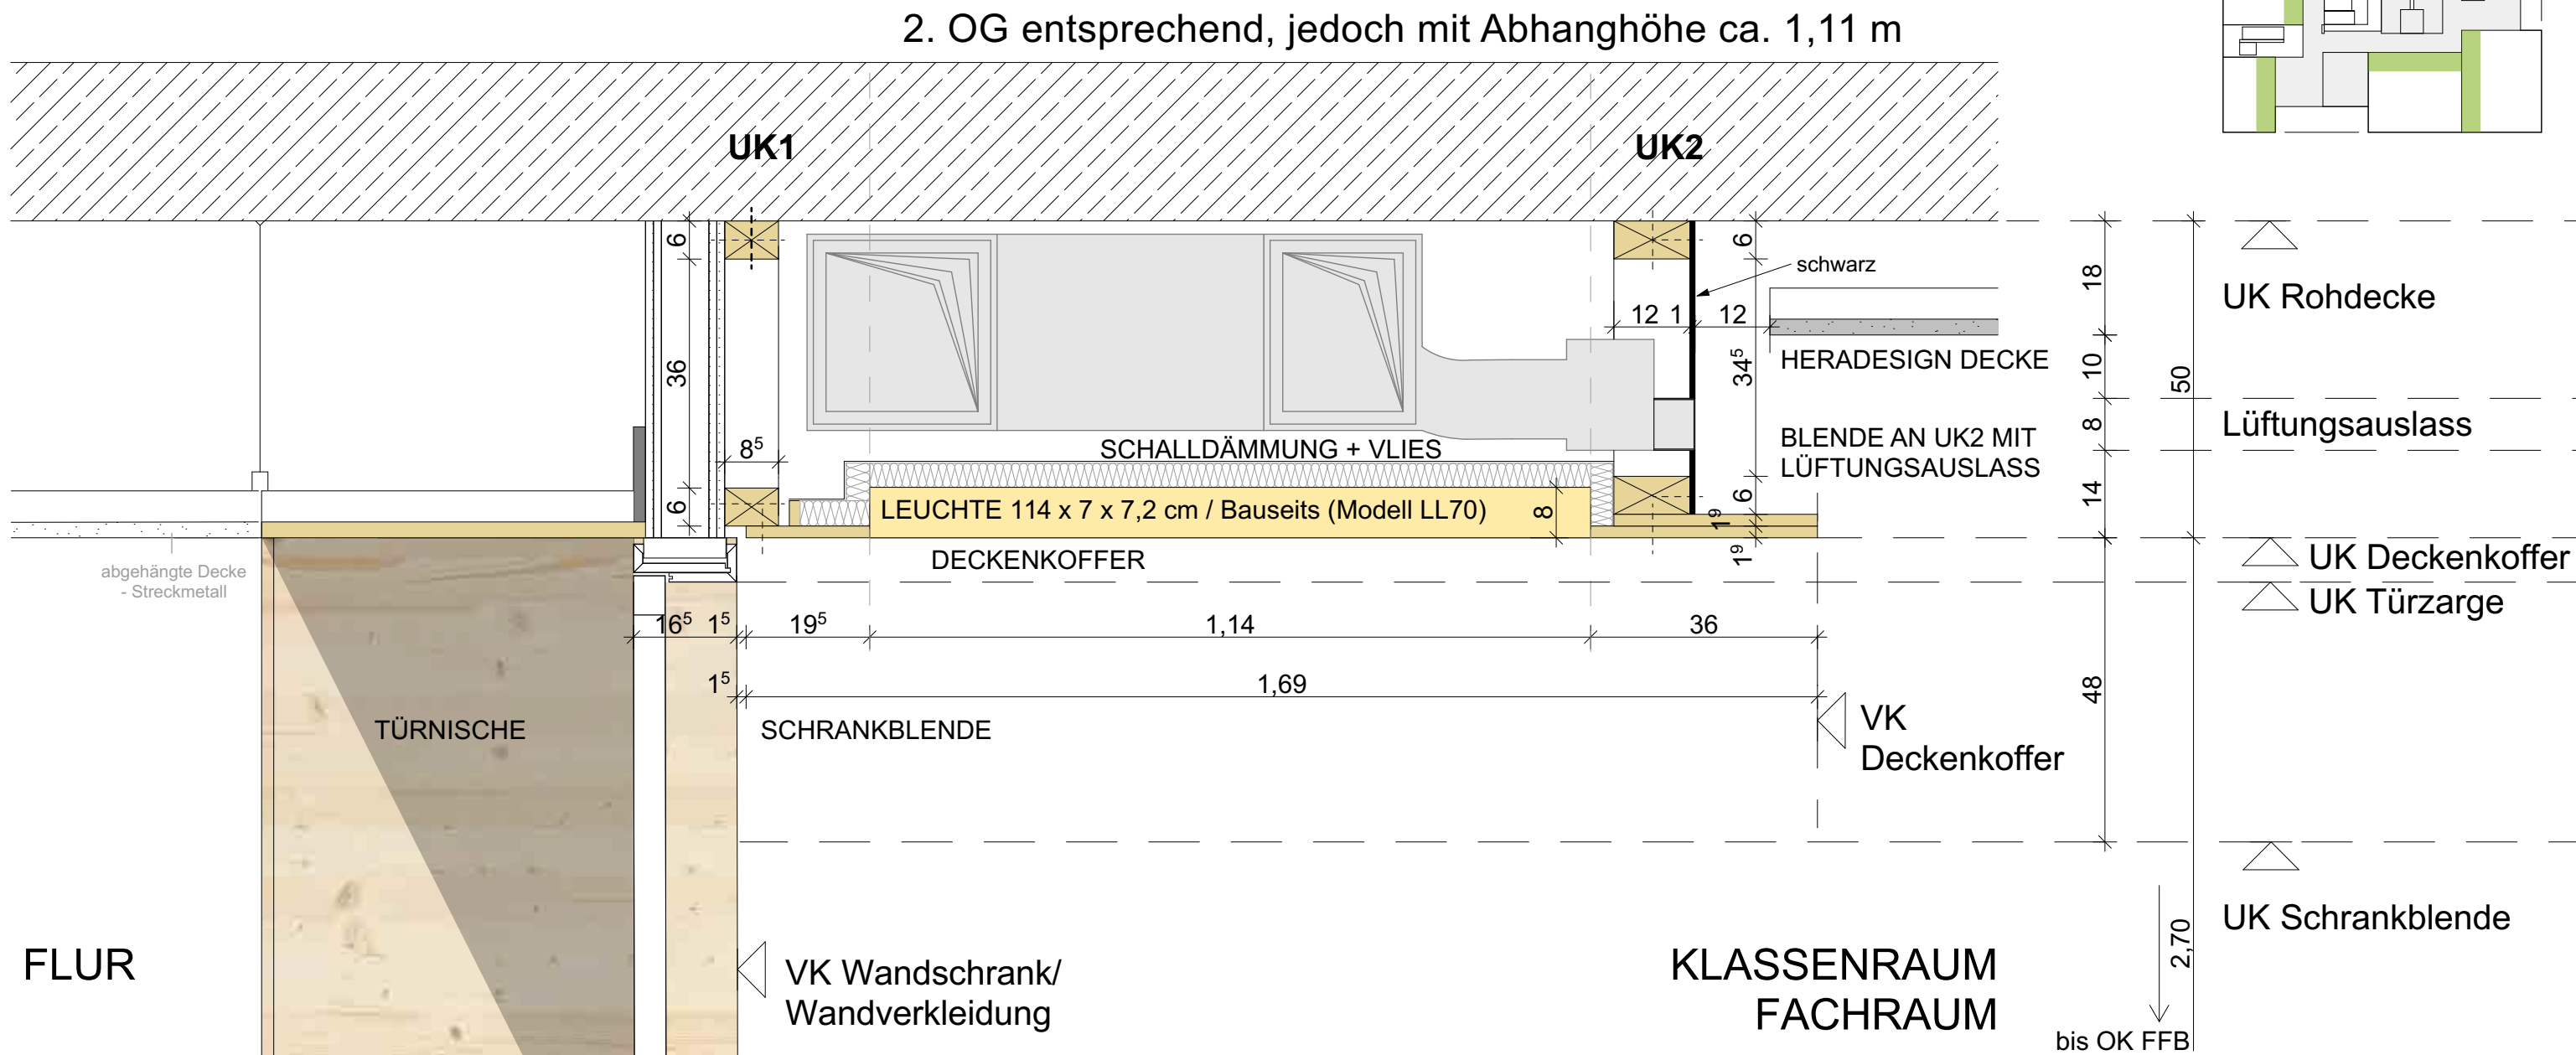 2. OG entsprechend, jedoch mit Abhanghöhe ca. 1,11 m
UK1
UK2
6
6
schwarz
18
UK Rohdecke
12 1 12
36
34⁵
HERADESIGN DECKE
10
50
8⁵
SCHALLDÄMMUNG + VLIES
BLENDE AN UK2 MIT
LÜFTUNGSAUSLASS
8
Lüftungsauslass
6
LEUCHTE 114 x 7 x 7,2 cm / Bauseits (Modell LL70)
8
6
1⁹
14
1⁹
DECKENKOFFER
UK Deckenkoffer
abgehängte Decke
- Streckmetall
UK Türzarge
16⁵ 1⁵ 19⁵ 1,14 36
1⁵ 1,69
48
TÜRNISCHE
SCHRANKBLENDE
VK
Deckenkoffer
UK Schrankblende
2,70
FLUR
VK Wandschrank/
Wandverkleidung
KLASSENRAUM
FACHRAUM
bis OK FFB